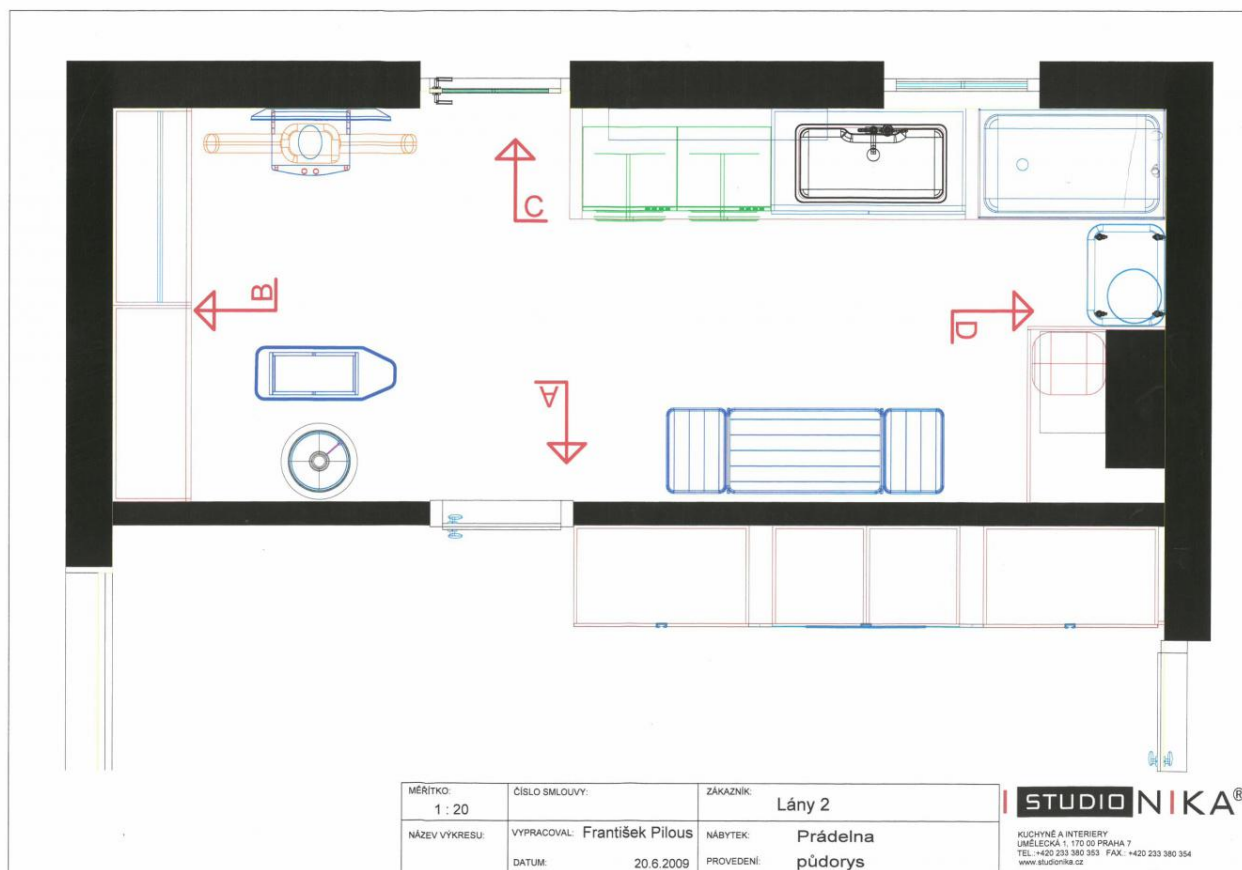 C
B
D
A
MĚŘÍTKO:
1 : 20
ČÍSLO SMLOUVY:
ZÁKAZNÍK:
Lány 2
NÁZEV VÝKRESU:
VYPRACOVAL: František Pilous
NÁBYTEK: Prádelna
DATUM: 20.6.2009
PROVEDENÍ: půdorys
STUDIO NIKA®
KUCHYNĚ A INTERIERY
UMĚLECKÁ 1, 170 00 PRAHA 7
TEL.:+420 233 380 353 FAX.: +420 233 380 354
www.studionika.cz